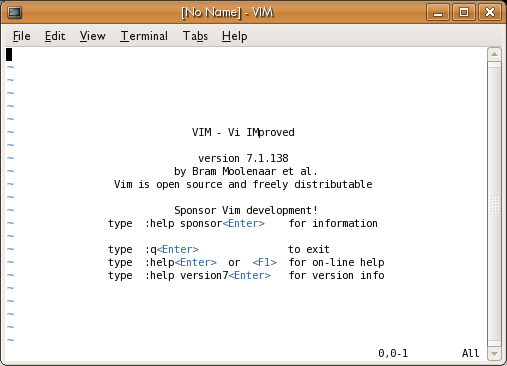 [No Name] - VIM
File Edit View Terminal Tabs Help
~
~
~
~
~
VIM - Vi IMproved
~
~
version 7.1.138
~
by Bram Moolenaar et al.
~
Vim is open source and freely distributable
~
~
Sponsor Vim development!
~
type :help sponsor<Enter> for information
~
~
type :q<Enter> to exit
~
type :help<Enter> or <F1> for on-line help
~
type :help version7<Enter> for version info
~
~
~
~
~
0,0-1 All